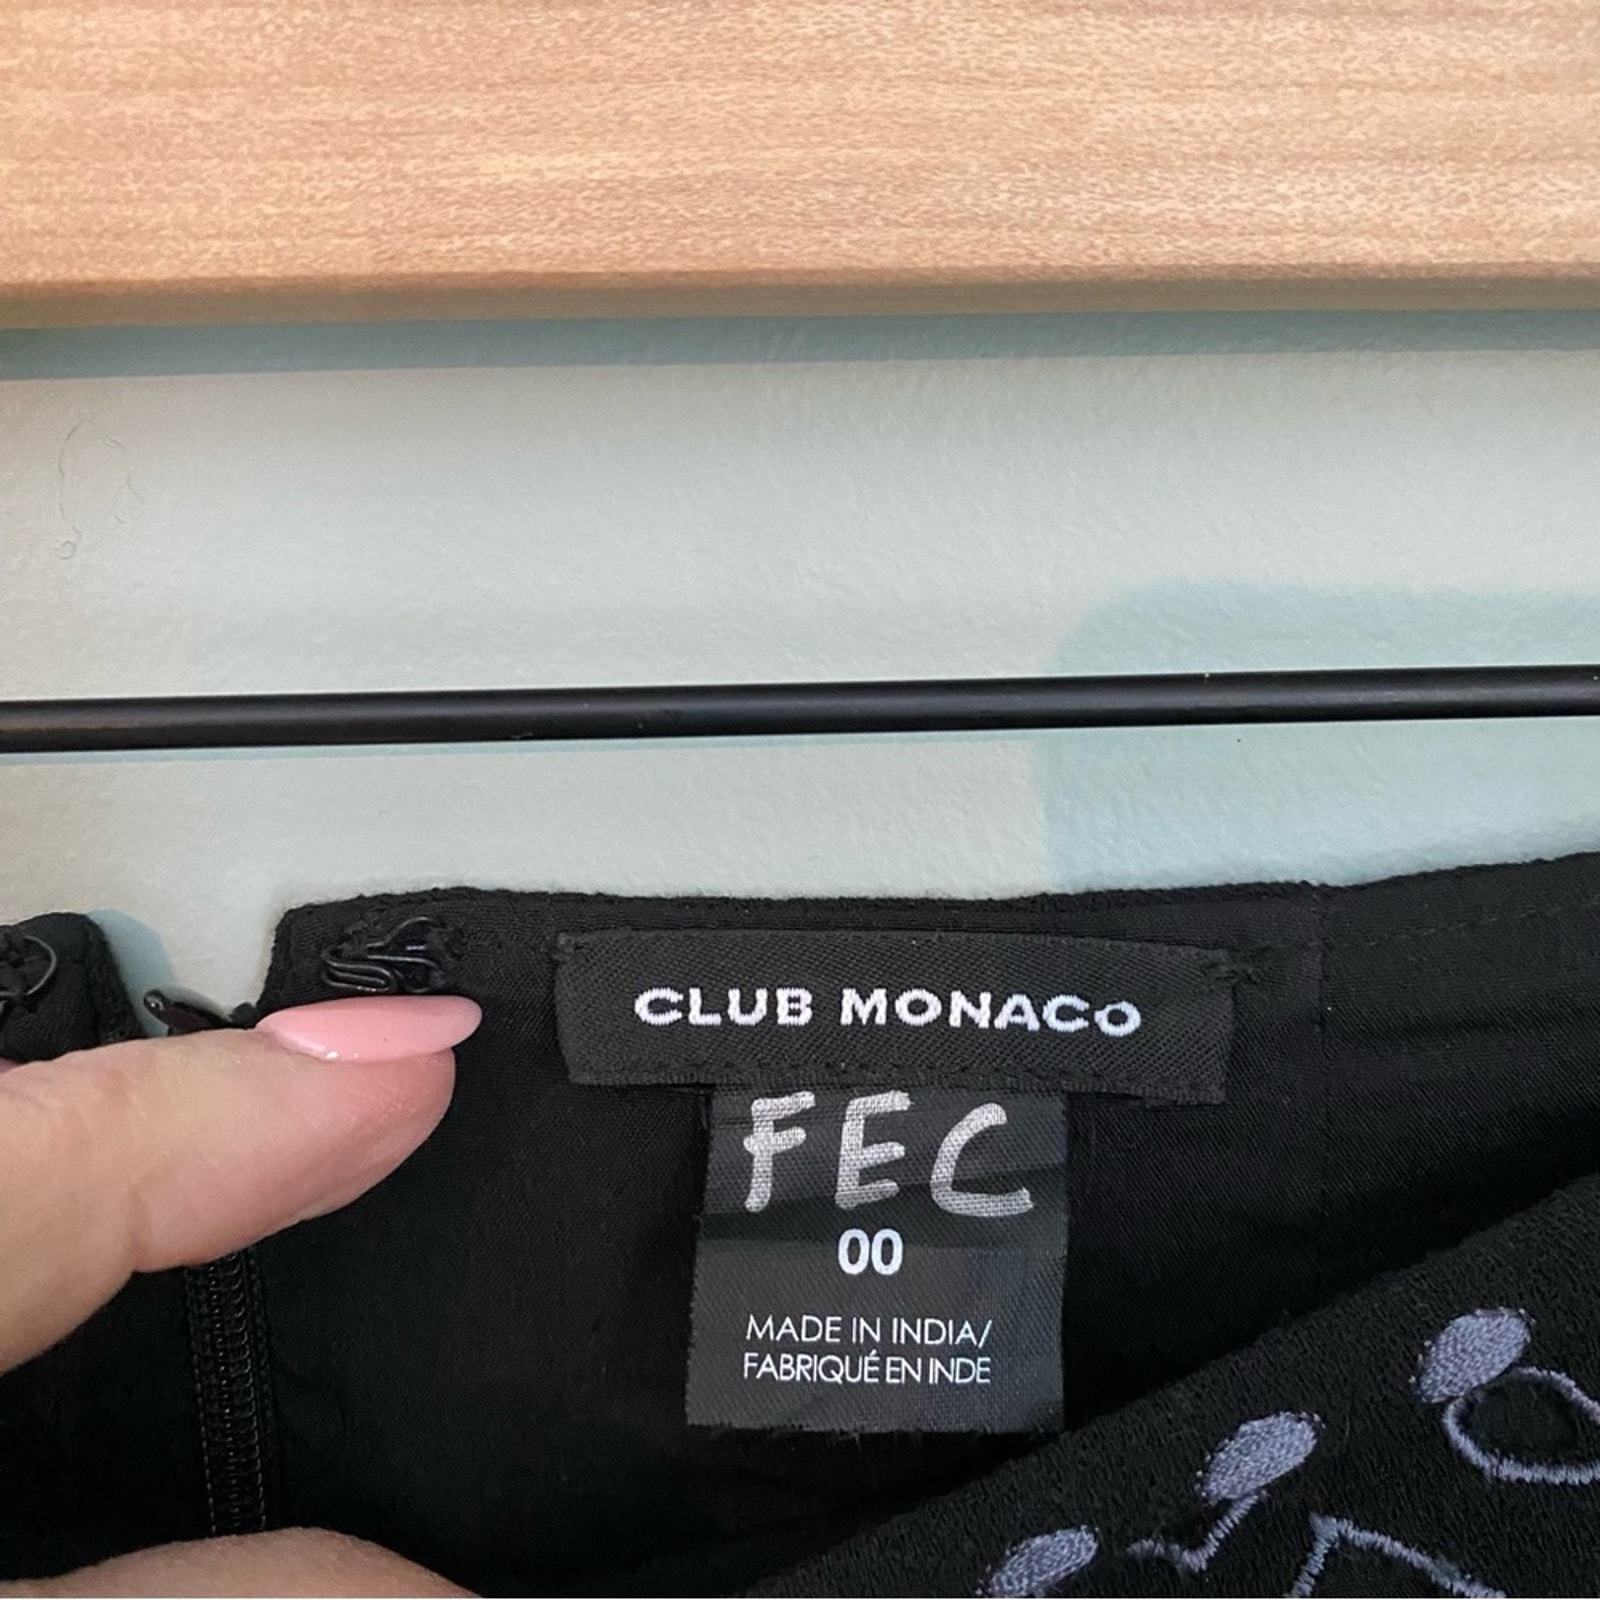 CLUB MONACO
FEC
00
MADE IN INDIA/
FABRIQUÉ EN INDE